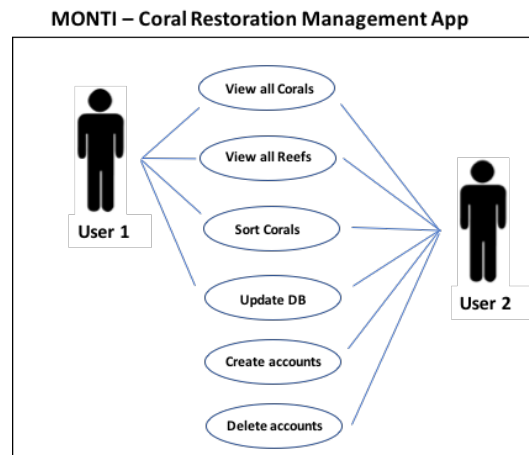 MONTI – Coral Restoration Management App
View all Corals
View all Reefs
User 1
Sort Corals
Update DB
User 2
Create accounts
Delete accounts